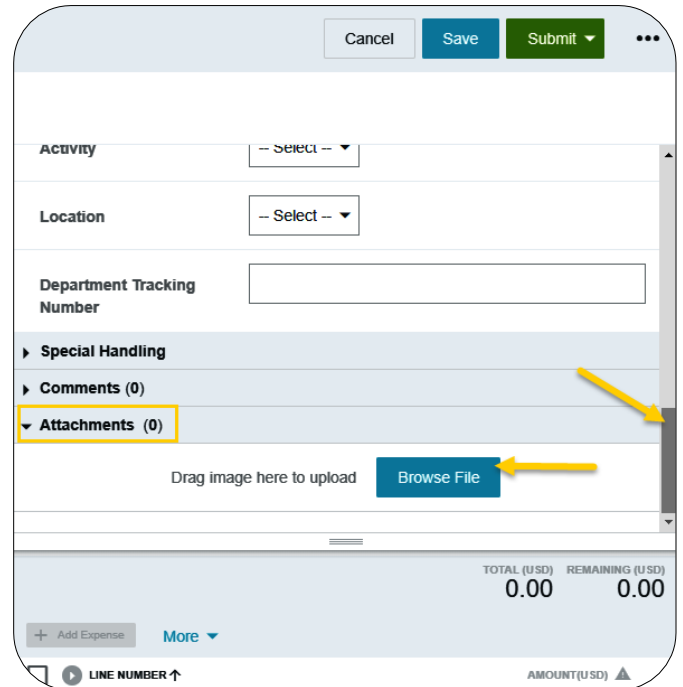 Cancel Save Submit
Activity -- Select --
Location -- Select --
Department Tracking
Number
Special Handling
Comments (0)
Attachments (0)
Drag image here to upload Browse File
TOTAL (USD) REMAINING (USD)
0.00 0.00
+ Add Expense More
LINE NUMBER AMOUNT(USD)